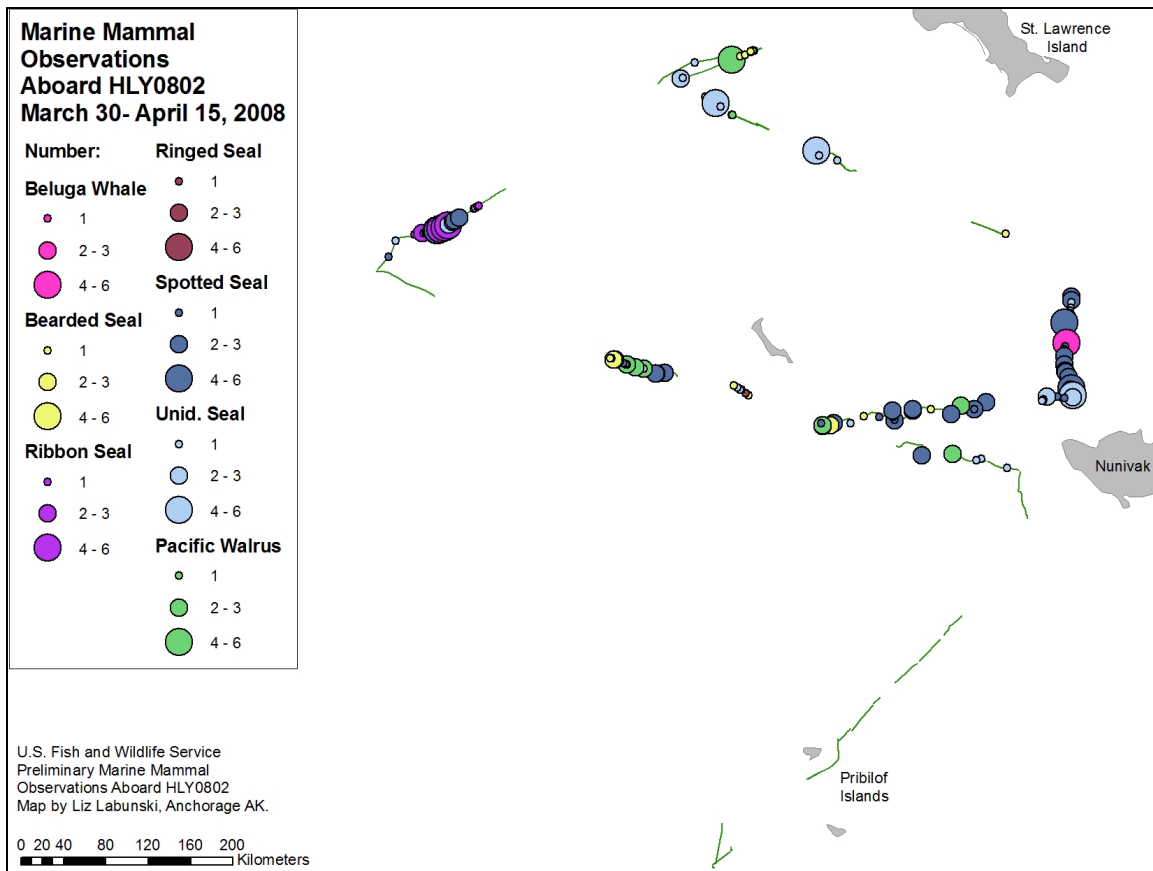 Marine Mammal
Observations
Aboard HLY0802
March 30- April 15, 2008
Number:
Beluga Whale
1
2 - 3
4 - 6
Bearded Seal
1
2 - 3
4 - 6
Ribbon Seal
1
2 - 3
4 - 6
Ringed Seal
1
2 - 3
4 - 6
Spotted Seal
1
2 - 3
4 - 6
Unid. Seal
1
2 - 3
4 - 6
Pacific Walrus
1
2 - 3
4 - 6
St. Lawrence
Island
Nunivak
Pribilof
Islands
U.S. Fish and Wildlife Service
Preliminary Marine Mammal
Observations Aboard HLY0802
Map by Liz Labunski, Anchorage AK.
0 20 40 80 120 160 200
Kilometers